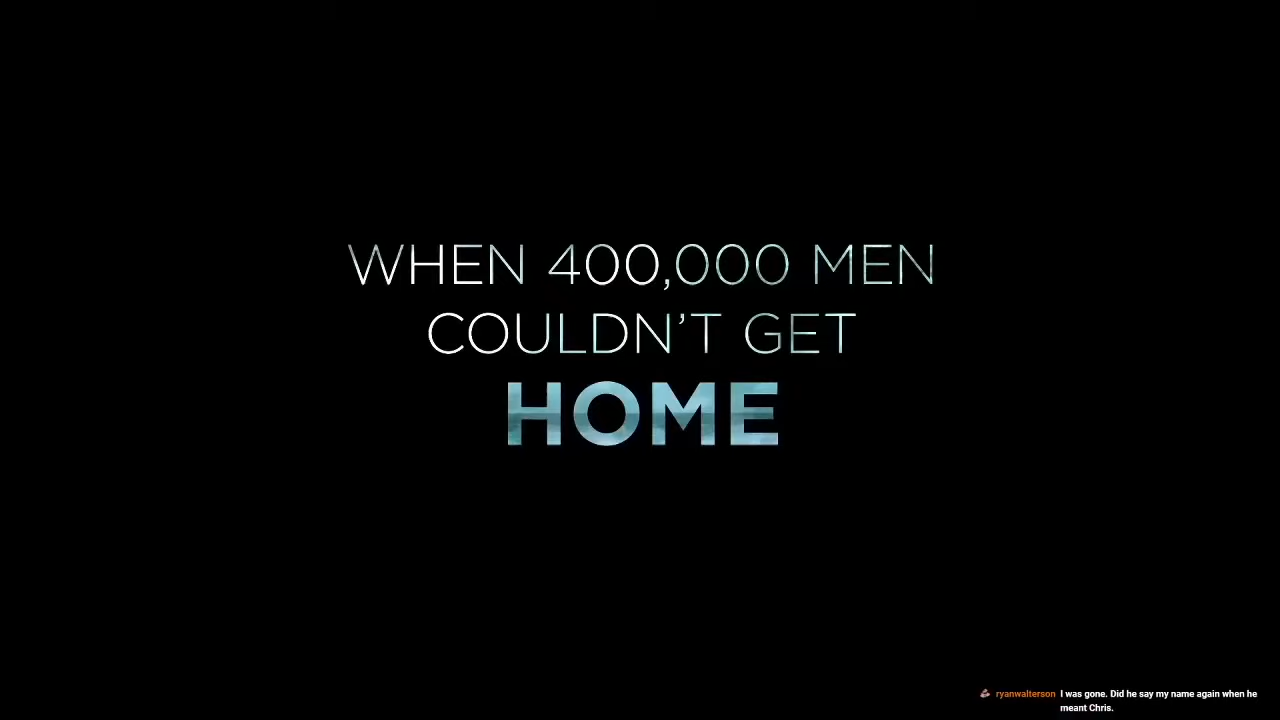 WHEN 400,000 MEN
COULDN'T GET
HOME
ryanwalterson I was gone. Did he say my name again when he
meant Chris.